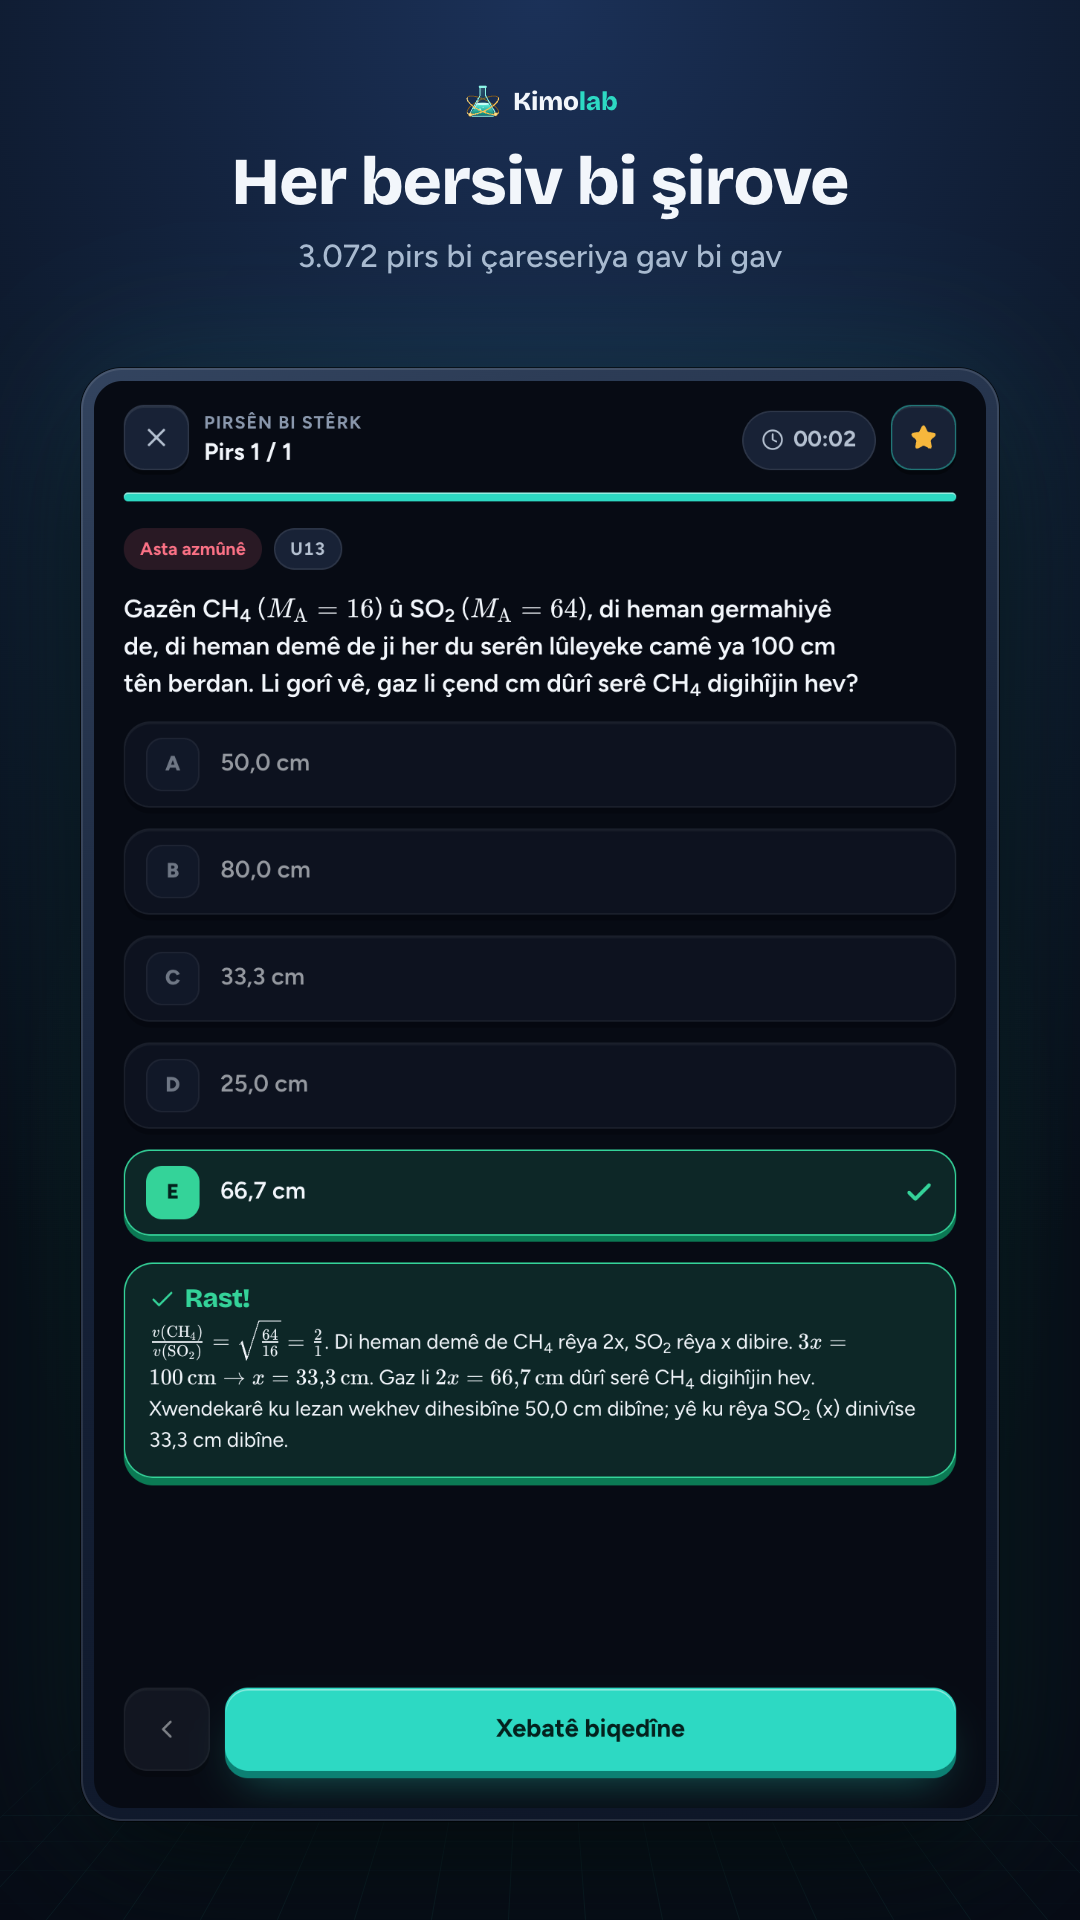 Kimolab
Her bersiv bi şirove
3.072 pirs bi çareseriya gav bi gav
PIRSÊN BI STÊRK
Pirs 1 / 1
00:02
Asta azmûnê
U13
Gazên CH₄ (M_A = 16) û SO₂ (M_A = 64), di heman germahiyê
de, di heman demê de ji her du serên lûleyeke camê ya 100 cm
tên berdan. Li gorî vê, gaz li çend cm dûrî serê CH₄ digihîjin hev?
A 50,0 cm
B 80,0 cm
C 33,3 cm
D 25,0 cm
E 66,7 cm
Rast!
v(CH₄)/v(SO₂) = √(64/16) = 2/1. Di heman demê de CH₄ rêya 2x, SO₂ rêya x dibire. 3x =
100 cm → x = 33,3 cm. Gaz li 2x = 66,7 cm dûrî serê CH₄ digihîjin hev.
Xwendekarê ku lezan wekhev dihesibîne 50,0 cm dibîne; yê ku rêya SO₂ (x) dinivîse
33,3 cm dibîne.
Xebatê biqedîne